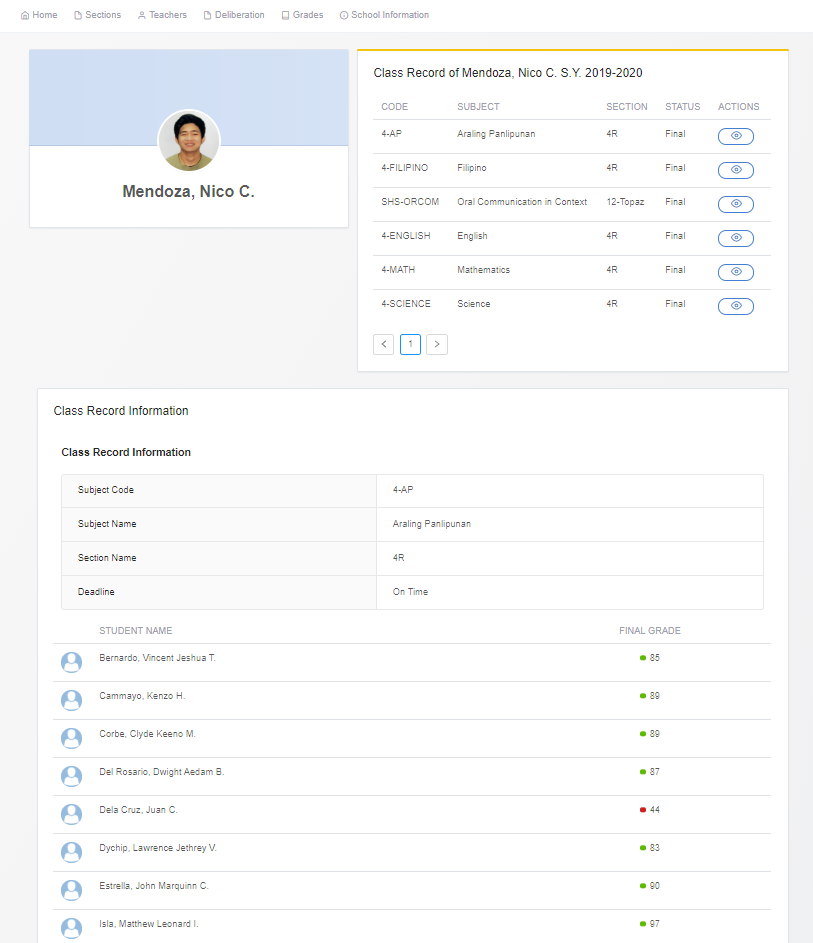 Home Sections Teachers Deliberation Grades School Information
Mendoza, Nico C.
Class Record of Mendoza, Nico C. S.Y. 2019-2020
CODE SUBJECT SECTION STATUS ACTIONS
4-AP Araling Panlipunan 4R Final
4-FILIPINO Filipino 4R Final
SHS-ORCOM Oral Communication in Context 12-Topaz Final
4-ENGLISH English 4R Final
4-MATH Mathematics 4R Final
4-SCIENCE Science 4R Final
< 1 >
Class Record Information
Class Record Information
Subject Code 4-AP
Subject Name Araling Panlipunan
Section Name 4R
Deadline On Time
STUDENT NAME FINAL GRADE
Bernardo, Vincent Jeshua T. 85
Cammayo, Kenzo H. 89
Corbe, Clyde Keeno M. 89
Del Rosario, Dwight Aedam B. 87
Dela Cruz, Juan C. 44
Dychip, Lawrence Jethrey V. 83
Estrella, John Marquinn C. 90
Isla, Matthew Leonard I. 97